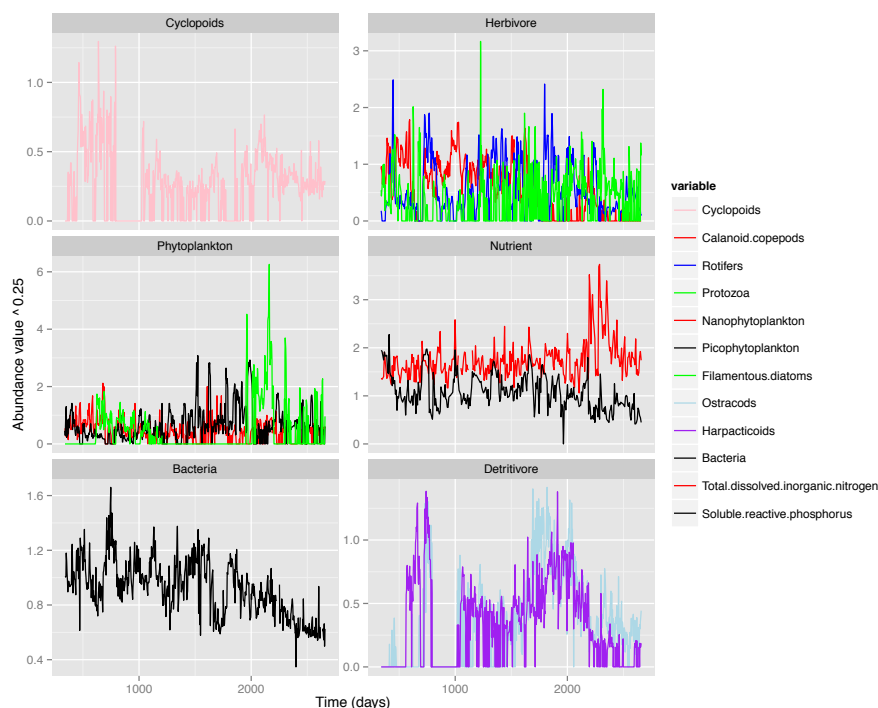 Cyclopoids
Herbivore
1.0
0.5
0.0
3
2
1
0
Phytoplankton
Nutrient
6
4
2
0
3
2
1
0
Bacteria
Detritivore
1.6
1.2
0.8
0.4
1.0
0.5
0.0
1000
2000
1000
2000
Time (days)
Abundance value ^ 0.25
variable
Cyclopoids
Calanoid.copepods
Rotifers
Protozoa
Nanophytoplankton
Picophytoplankton
Filamentous.diatoms
Ostracods
Harpacticoids
Bacteria
Total.dissolved.inorganic.nitrogen
Soluble.reactive.phosphorus